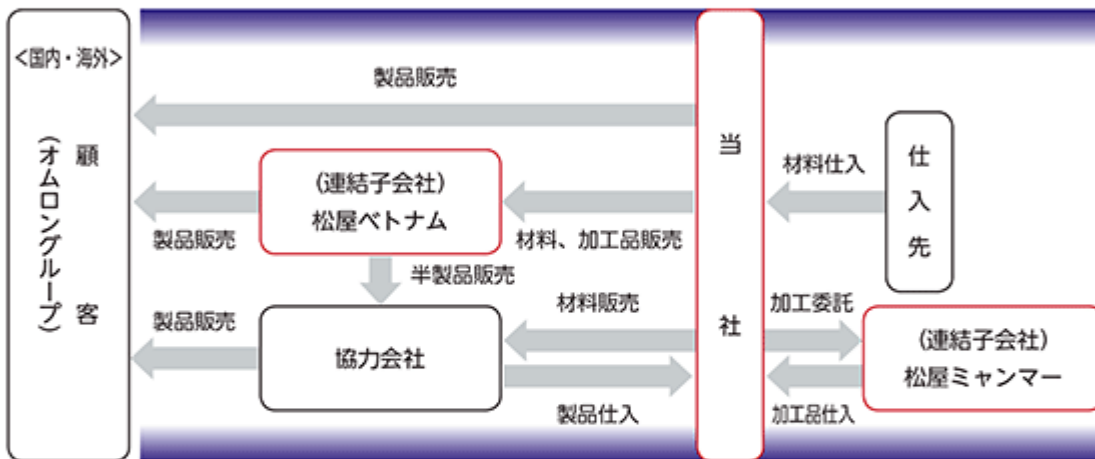 <国内・海外>
顧客
(オムロングループ)
製品販売
(連結子会社)
松屋ベトナム
製品販売
材料、加工品販売
半製品販売
製品販売
協力会社
材料販売
製品仕入
当社
材料仕入
仕入先
加工委託
(連結子会社)
松屋ミャンマー
加工品仕入